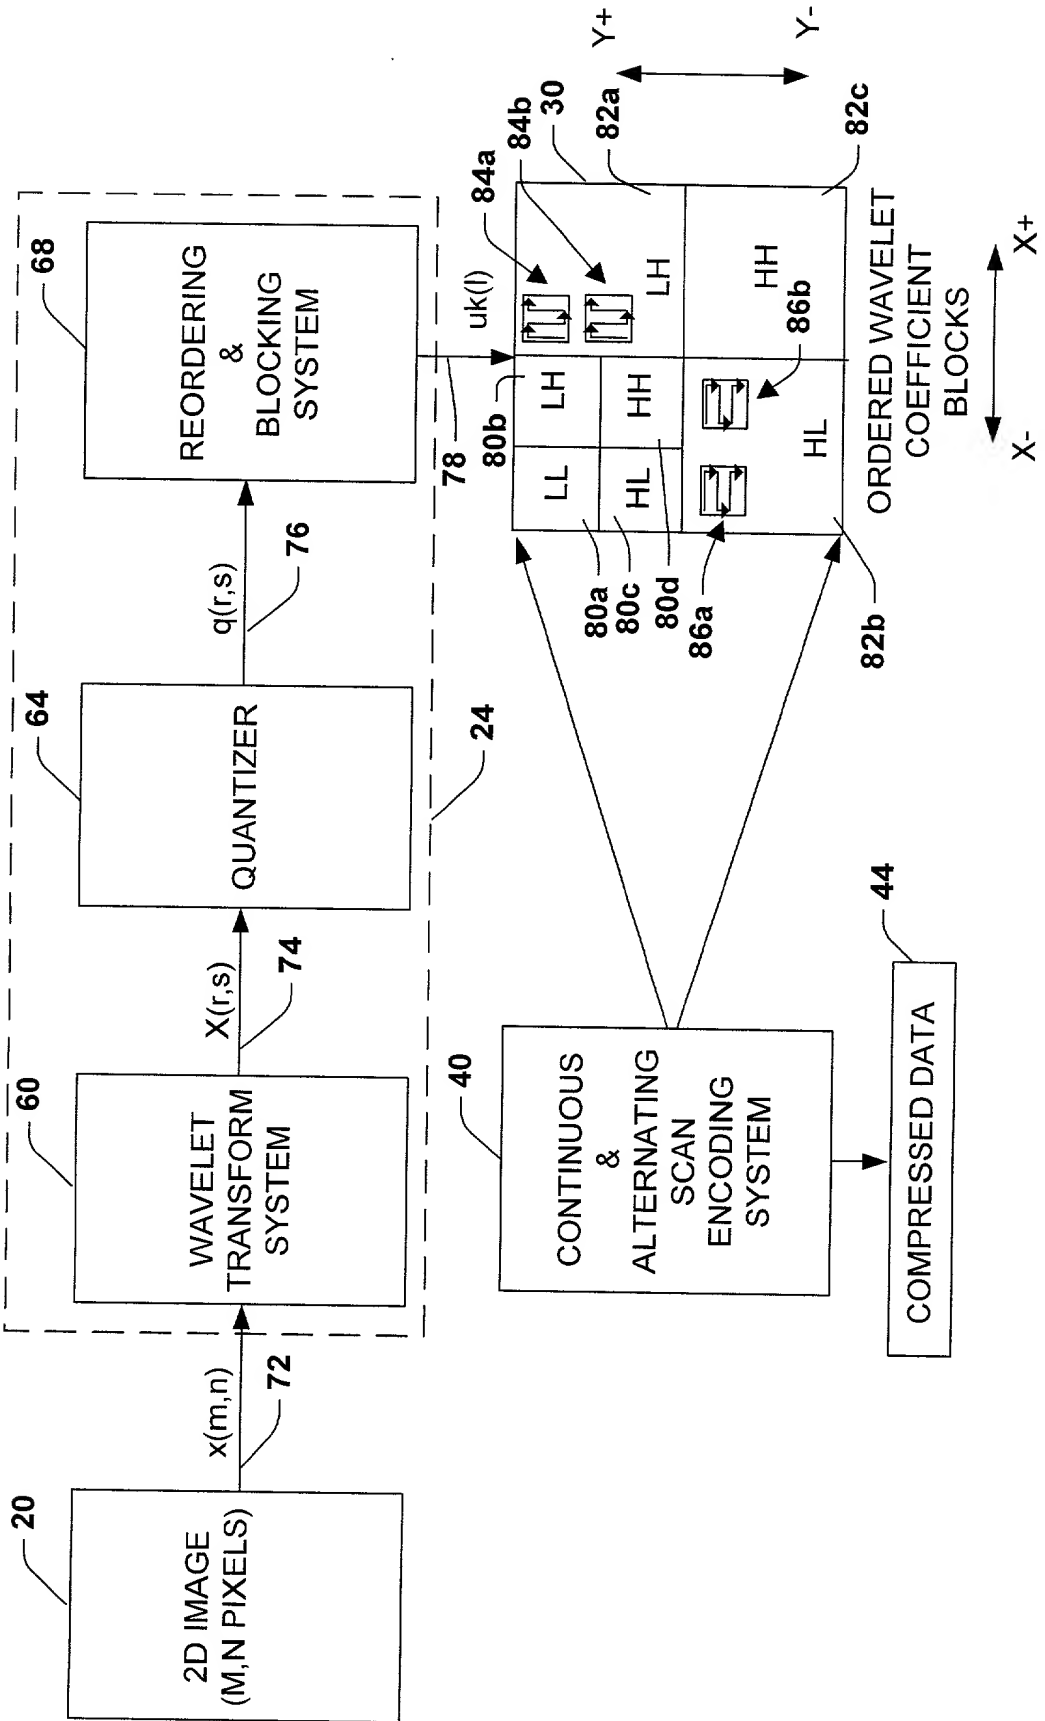 20
2D IMAGE
(M,N PIXELS)
x(m,n)
72
60
WAVELET
TRANSFORM
SYSTEM
X(r,s)
74
64
QUANTIZER
24
q(r,s)
76
68
REORDERING
&
BLOCKING
SYSTEM
78
uk(l)
40
CONTINUOUS
&
ALTERNATING
SCAN
ENCODING
SYSTEM
44
COMPRESSED DATA
80b
84a
84b
30
82a
LL
LH
LH
HL
HH
80a
80c
80d
86a
86b
HL
HH
82b
82c
Y+
Y-
ORDERED WAVELET
COEFFICIENT
BLOCKS
X-
X+